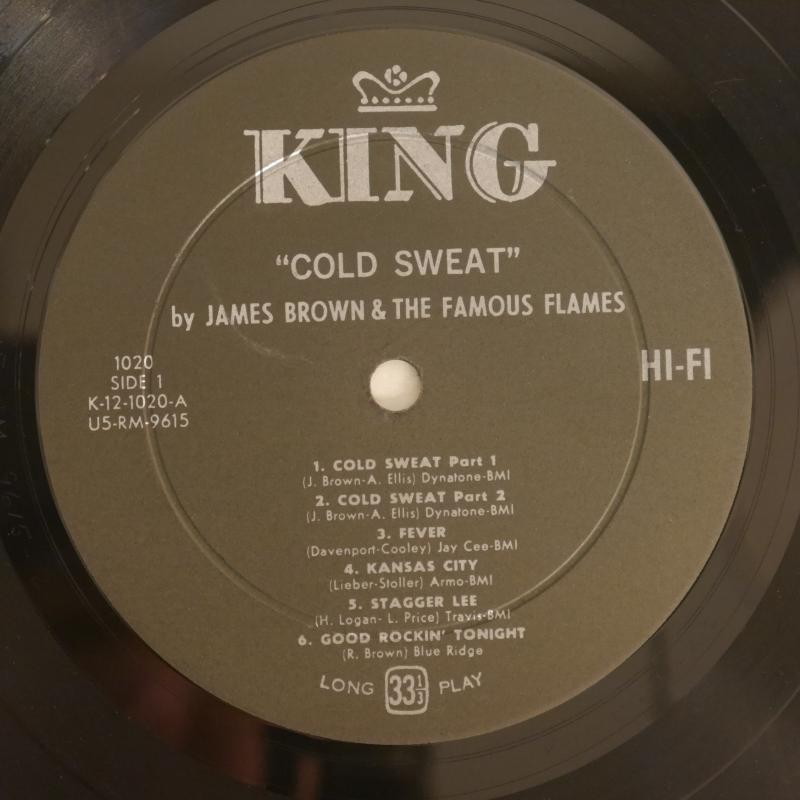 KING
“COLD SWEAT”
by JAMES BROWN & THE FAMOUS FLAMES
1020
SIDE 1
K-12-1020-A
U5-RM-9615
HI-FI
1. COLD SWEAT Part 1
(J. Brown-A. Ellis) Dynatone-BMI
2. COLD SWEAT Part 2
(J. Brown-A. Ellis) Dynatone-BMI
3. FEVER
(Davenport-Cooley) Jay Cee-BMI
4. KANSAS CITY
(Lieber-Stoller) Armo-BMI
5. STAGGER LEE
(H. Logan- L. Price) Travis-BMI
6. GOOD ROCKIN' TONIGHT
(R. Brown) Blue Ridge
LONG 33⅓ PLAY